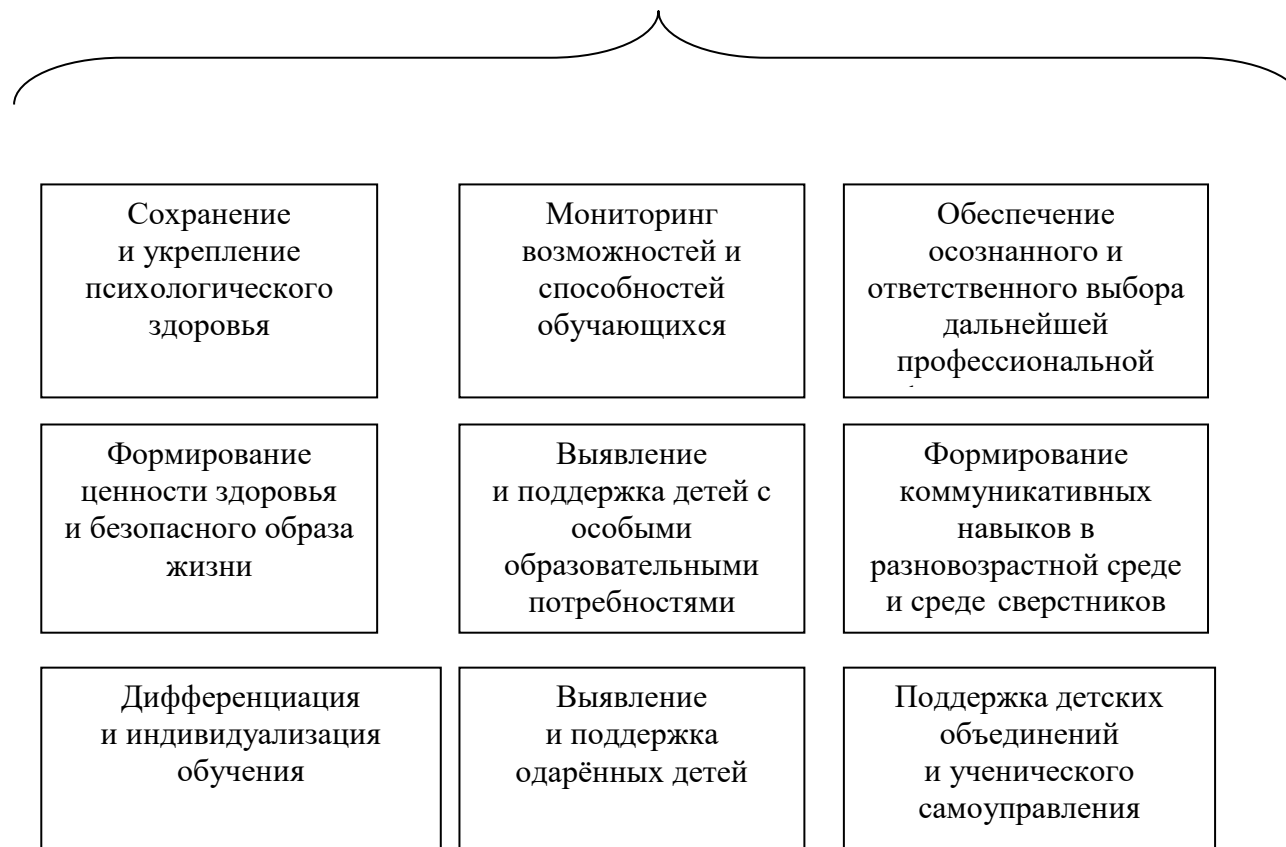 Сохранение
и укрепление
психологического
здоровья
Мониторинг
возможностей и
способностей
обучающихся
Обеспечение
осознанного и
ответственного выбора
дальнейшей
профессиональной
Формирование
ценности здоровья
и безопасного образа
жизни
Выявление
и поддержка детей с
особыми
образовательными
потребностями
Формирование
коммуникативных
навыков в
разновозрастной среде
и среде сверстников
Дифференциация
и индивидуализация
обучения
Выявление
и поддержка
одарённых детей
Поддержка детских
объединений
и ученического
самоуправления